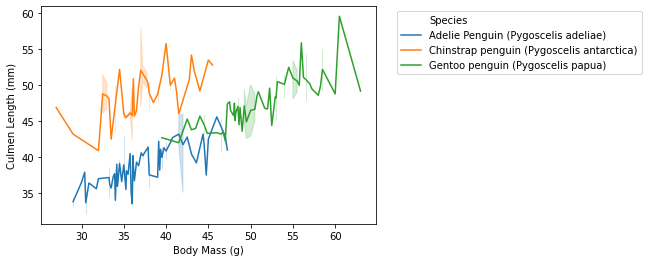 60
55
50
45
40
35
Culmen Length (mm)
30
35
40
45
50
55
60
Body Mass (g)
Species
Adelie Penguin (Pygoscelis adeliae)
Chinstrap penguin (Pygoscelis antarctica)
Gentoo penguin (Pygoscelis papua)